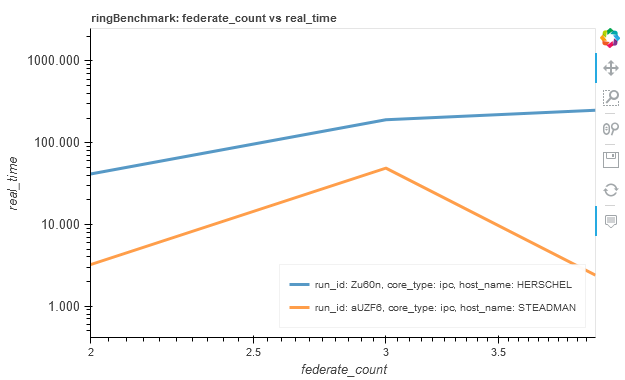 ringBenchmark: federate_count vs real_time
1000.000
100.000
10.000
1.000
real_time
2
2.5
3
3.5
federate_count
run_id: Zu60n, core_type: ipc, host_name: HERSCHEL
run_id: aUZF6, core_type: ipc, host_name: STEADMAN